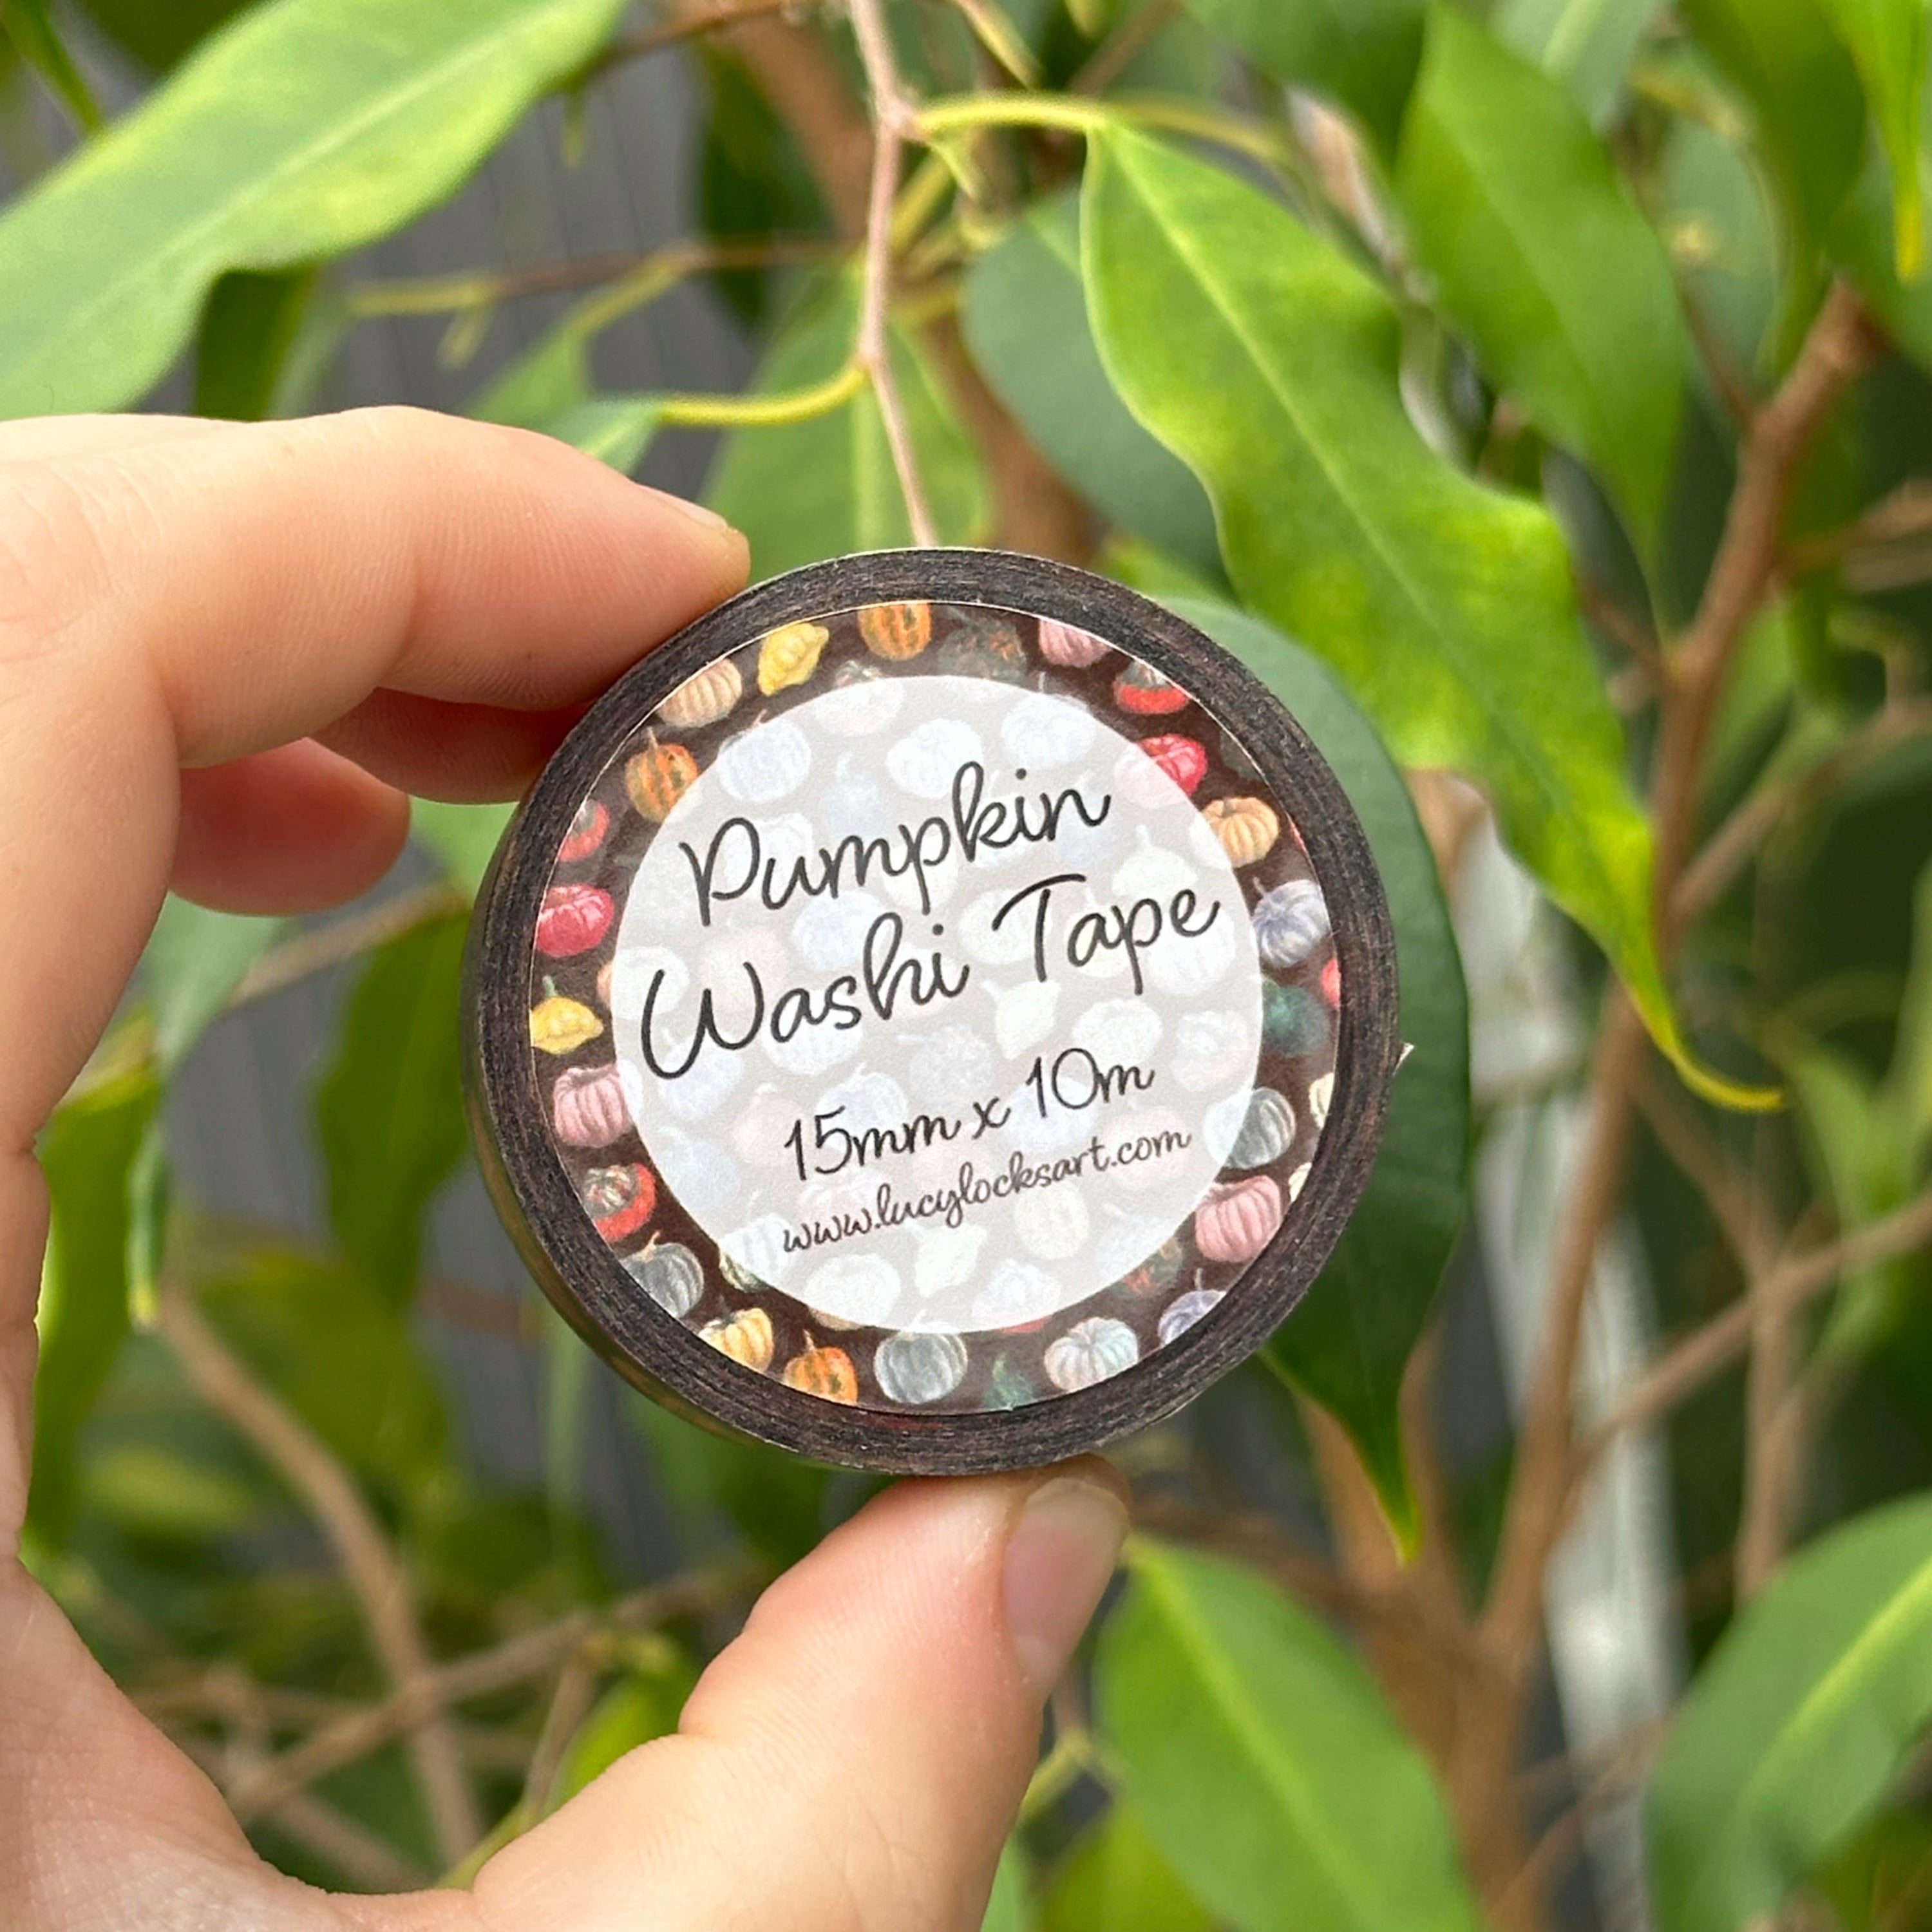 Pumpkin
Washi Tape
15mm x 10m
www.lucylocksart.com